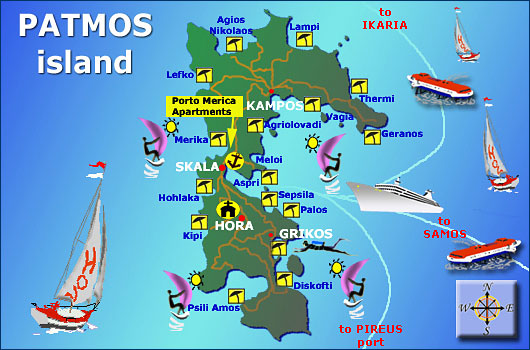 PATMOS
island
to
IKARIA
Agios
Nikolaos
Lampi
Lefko
Porto Merica
Apartments
KAMPOS
Thermi
Vagia
Agriolovadi
Geranos
Merika
Meloi
SKALA
Aspri
Hohlaka
Sepsila
Palos
HORA
Kipi
GRIKOS
to
SAMOS
Diskofti
Psili Amos
to PIREUS
port
N
W E
S